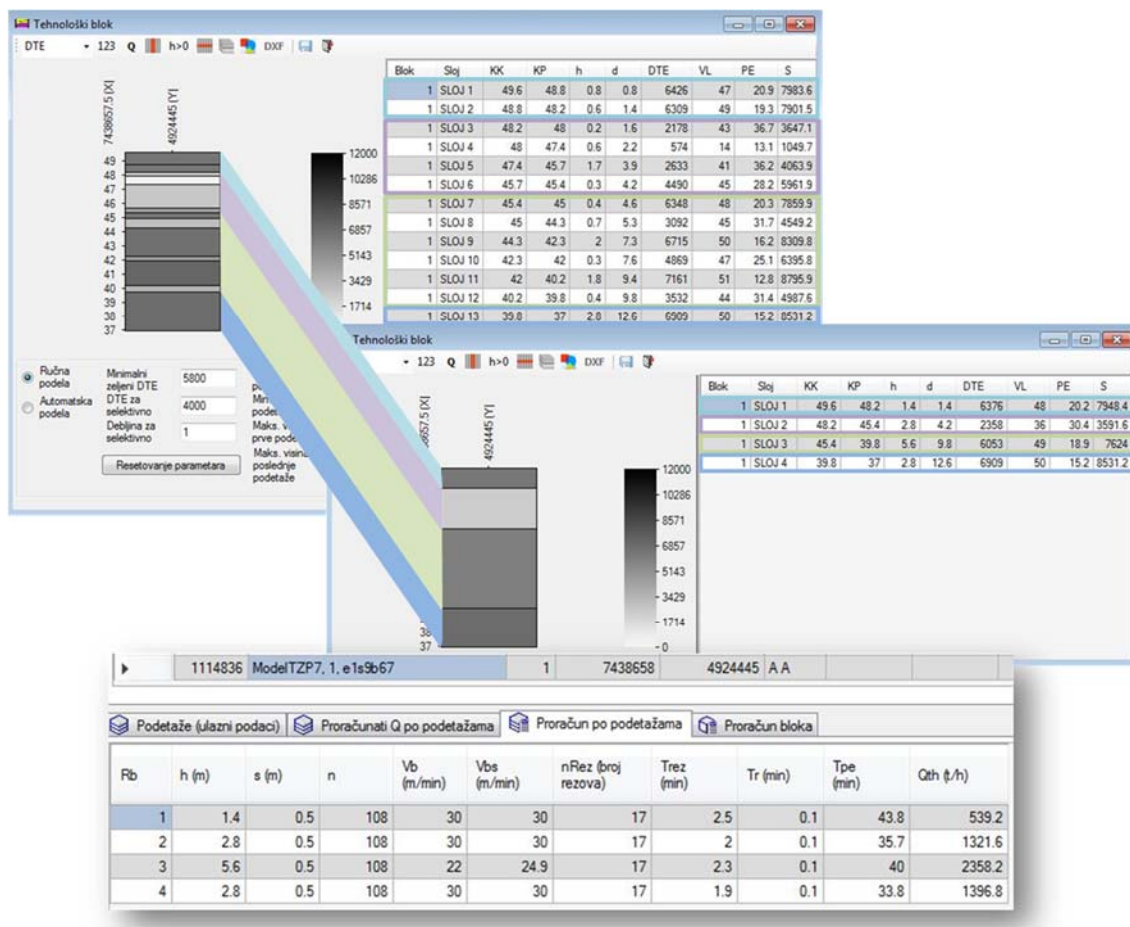 Tehnološki blok
DTE 123 Q h>0 DXF
7438657.5 [X]
4924445 [Y]
49
48
47
46
45
44
43
42
41
40
39
38
37
12000
10286
8571
6857
5143
3429
1714
Blok Sloj KK KP h d DTE VL PE S
1 SLOJ 1 49.6 48.8 0.8 0.8 6426 47 20.9 7983.6
1 SLOJ 2 48.8 48.2 0.6 1.4 6309 49 19.3 7901.5
1 SLOJ 3 48.2 48 0.2 1.6 2178 43 36.7 3647.1
1 SLOJ 4 48 47.4 0.6 2.2 574 14 13.1 1049.7
1 SLOJ 5 47.4 45.7 1.7 3.9 2633 41 36.2 4063.9
1 SLOJ 6 45.7 45.4 0.3 4.2 4490 45 28.2 5961.9
1 SLOJ 7 45.4 45 0.4 4.6 6348 48 20.3 7859.9
1 SLOJ 8 45 44.3 0.7 5.3 3092 45 31.7 4549.2
1 SLOJ 9 44.3 42.3 2 7.3 6715 50 16.2 8309.8
1 SLOJ 10 42.3 42 0.3 7.6 4869 47 25.1 6395.8
1 SLOJ 11 42 40.2 1.8 9.4 7161 51 12.8 8795.9
1 SLOJ 12 40.2 39.8 0.4 9.8 3532 44 31.4 4987.6
1 SLOJ 13 39.8 37 2.8 12.6 6909 50 15.2 8531.2
Ručna
podela
Automatska
podela
Minimalni
zeljeni DTE 5800
DTE za
selektivno 4000
Debljina za
selektivno 1
Resetovanje parametara
Maks. visina
poslednje
podetaže
Tehnološki blok
123 Q h>0 DXF
4924445 [Y]
38
37
12000
10286
8571
6857
5143
3429
1714
0
Blok Sloj KK KP h d DTE VL PE S
1 SLOJ 1 49.6 48.2 1.4 1.4 6376 48 20.2 7948.4
1 SLOJ 2 48.2 45.4 2.8 4.2 2358 36 30.4 3591.6
1 SLOJ 3 45.4 39.8 5.6 9.8 6053 49 18.9 7624
1 SLOJ 4 39.8 37 2.8 12.6 6909 50 15.2 8531.2
1114836 ModelTZP7, 1, e1s9b67 1 7438658 4924445 A A
Podetaže (ulazni podaci) Proračunati Q po podetažama Proračun po podetažama Proračun bloka
Rb h (m) s (m) n Vb (m/min) Vbs (m/min) nRez (broj rezova) Trez (min) Tr (min) Tpe (min) Qth (t/h)
1 1.4 0.5 108 30 30 17 2.5 0.1 43.8 539.2
2 2.8 0.5 108 30 30 17 2 0.1 35.7 1321.6
3 5.6 0.5 108 22 24.9 17 2.3 0.1 40 2358.2
4 2.8 0.5 108 30 30 17 1.9 0.1 33.8 1396.8